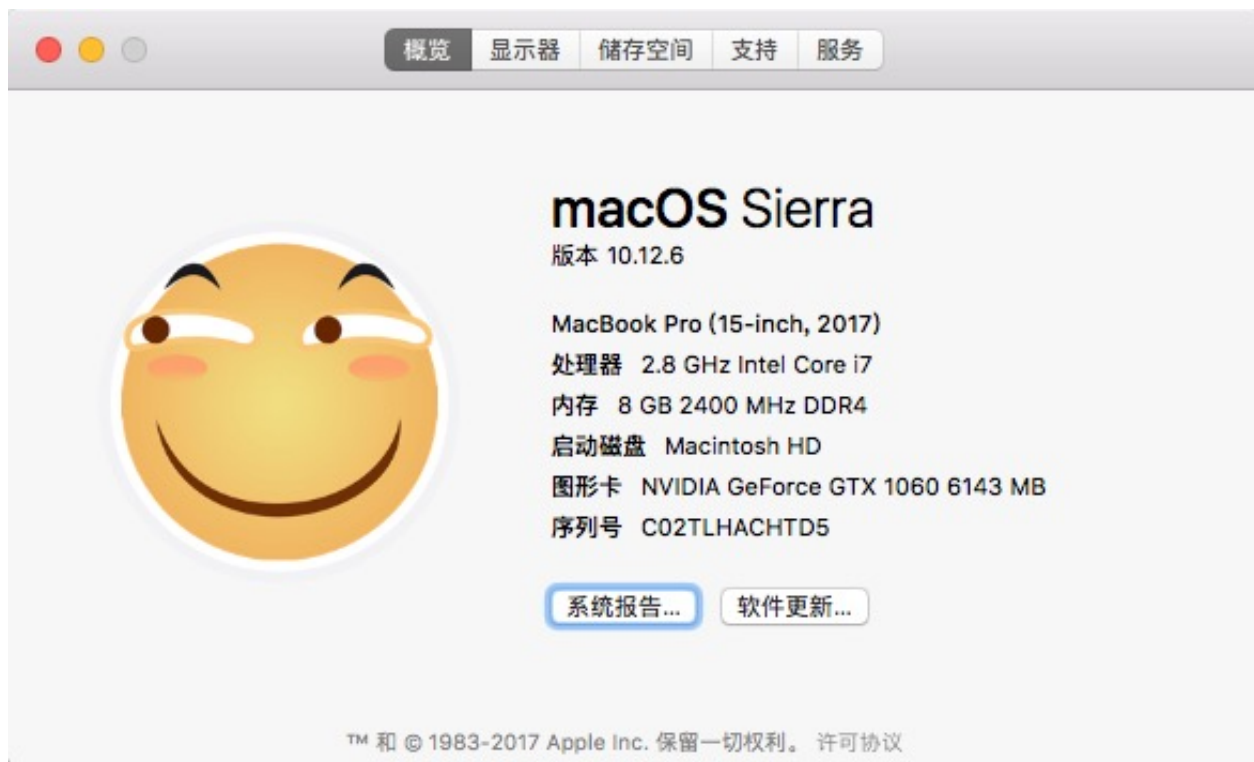 概览 显示器 储存空间 支持 服务
macOS Sierra
版本 10.12.6
MacBook Pro (15-inch, 2017)
处理器 2.8 GHz Intel Core i7
内存 8 GB 2400 MHz DDR4
启动磁盘 Macintosh HD
图形卡 NVIDIA GeForce GTX 1060 6143 MB
序列号 C02TLHACHTD5
系统报告... 软件更新...
™ 和 © 1983-2017 Apple Inc. 保留一切权利。 许可协议